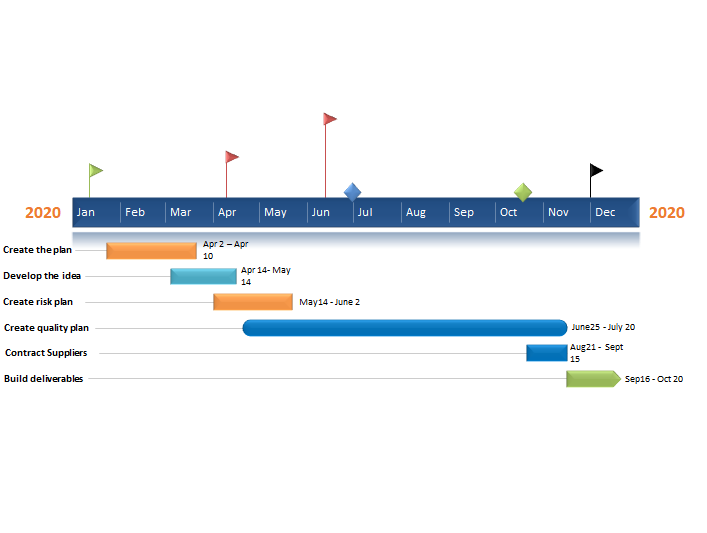 2020 Jan Feb Mar Apr May Jun Jul Aug Sep Oct Nov Dec 2020
Create the plan
Apr 2 – Apr
10
Develop the idea
Apr 14- May
14
Create risk plan
May14 - June 2
Create quality plan
June25 - July 20
Contract Suppliers
Aug21 - Sept
15
Build deliverables
Sep16 - Oct 20